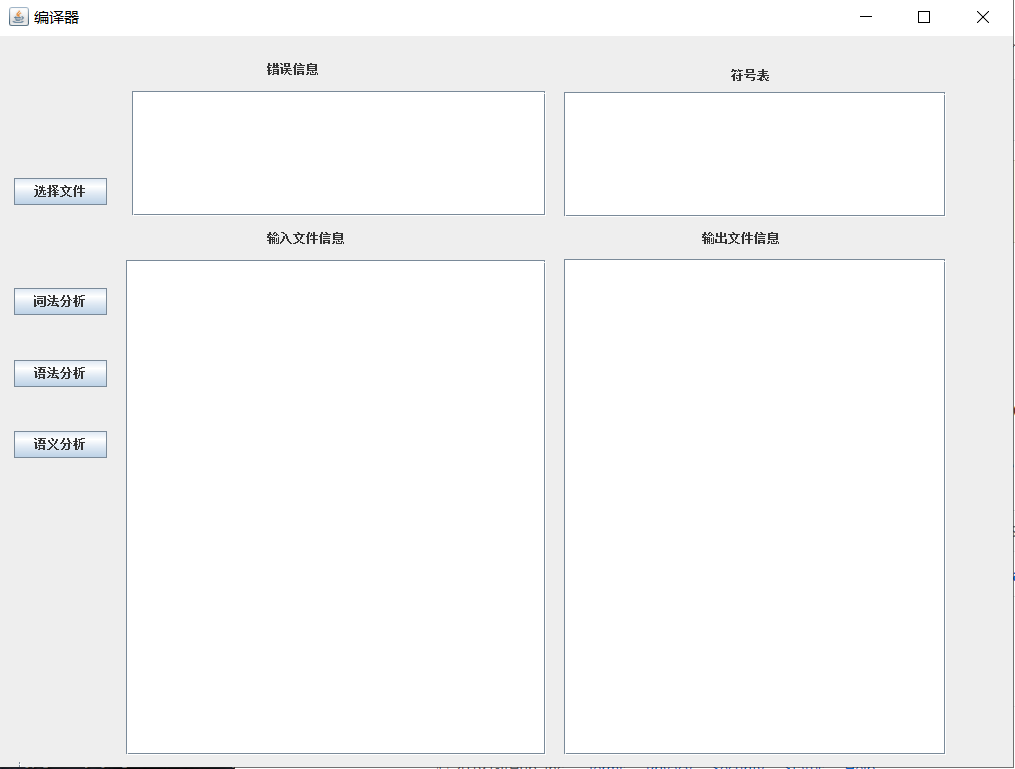 编译器
错误信息
符号表
选择文件
输入文件信息
输出文件信息
词法分析
语法分析
语义分析